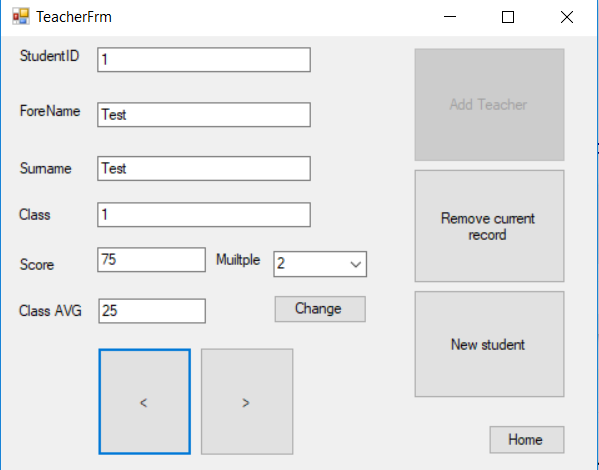 TeacherFrm
StudentID 1
Add Teacher
ForeName Test
Surname Test
Remove current
record
Class 1
Score 75 Muiltple 2
Class AVG 25 Change
New student
< >
Home